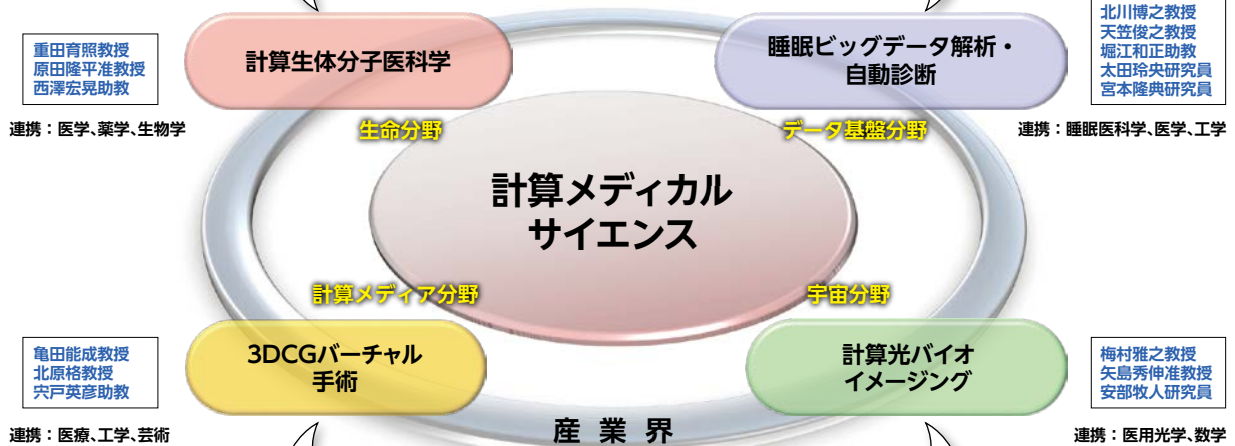 重田育照教授
原田隆平准教授
西澤宏晃助教
連携：医学、薬学、生物学
計算生体分子医科学
生命分野
睡眠ビッグデータ解析・
自動診断
データ基盤分野
北川博之教授
天笠俊之教授
堀江和正助教
太田玲央研究員
宮本隆典研究員
連携：睡眠医科学、医学、工学
計算メディカル
サイエンス
計算メディア分野
3DCGバーチャル
手術
亀田能成教授
北原格教授
宍戸英彦助教
連携：医療、工学、芸術
宇宙分野
計算光バイオ
イメージング
梅村雅之教授
矢島秀伸准教授
安部牧人研究員
連携：医用光学、数学
産業界